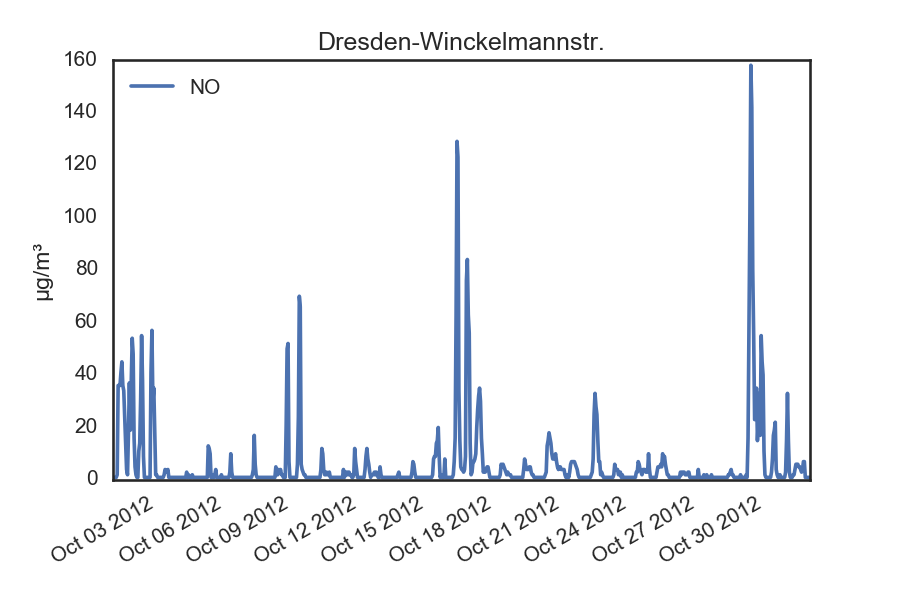 Dresden-Winckelmannstr.
160
140
120
100
80
60
40
20
0
µg/m³
NO
Oct 03 2012
Oct 06 2012
Oct 09 2012
Oct 12 2012
Oct 15 2012
Oct 18 2012
Oct 21 2012
Oct 24 2012
Oct 27 2012
Oct 30 2012